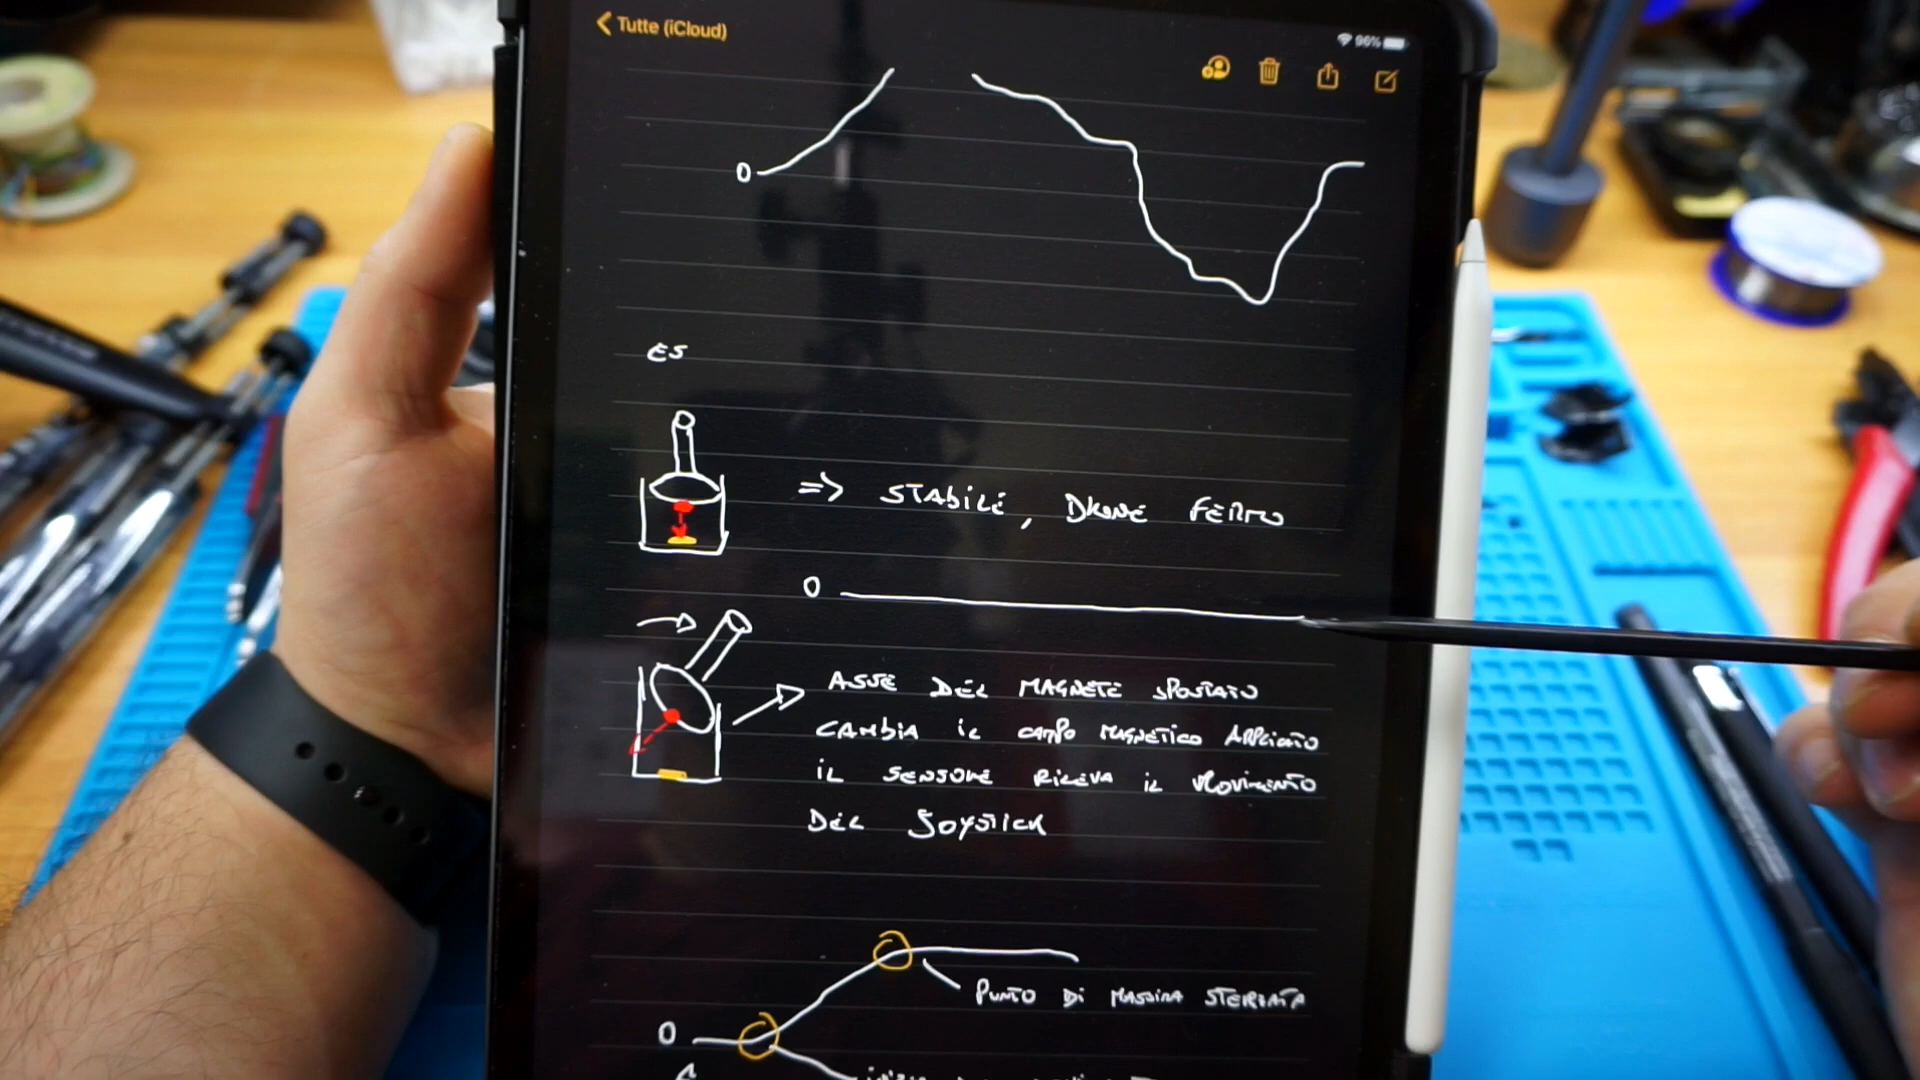 Tutte (iCloud)
96%
0
ES
=> STABILE, DRONE FERMO
0
ASSE DEL MAGNETE SPOSTATO
CAMBIA IL CAMPO MAGNETICO APPLICATO
IL SENSORE RILEVA IL MOVIMENTO
DEL JOYSTICK
PUNTO DI MASSIMA STERZATA
0